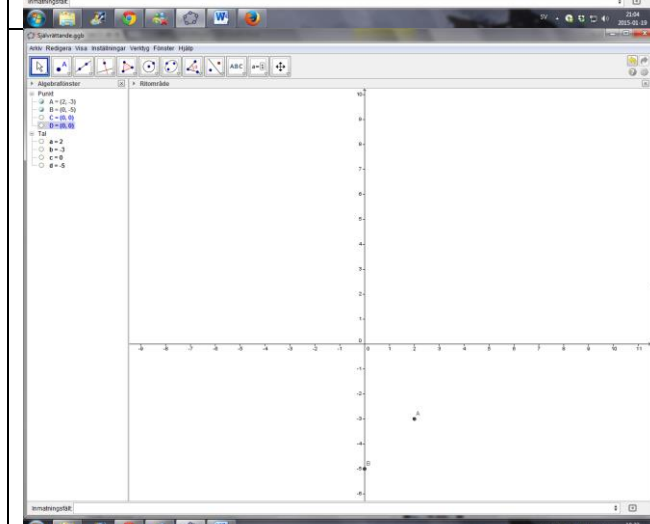 Inmatningsfält:
SV
21:04
2015-01-19
Självrättande.ggb
Arkiv Redigera Visa Inställningar Verktyg Fönster Hjälp
ABC a=1
Algebrafönster
Ritområde
Punkt
A = (2, -3)
B = (0, -5)
C = (0, 0)
D = (0, 0)
Tal
a = 2
b = -3
c = 0
d = -5
10
9
8
7
6
5
4
3
2
1
0
-9 -8 -7 -6 -5 -4 -3 -2 -1 0 1 2 3 4 5 6 7 8 9 10 11
-1
-2
A
-3
-4
B
-5
-6
Inmatningsfält: